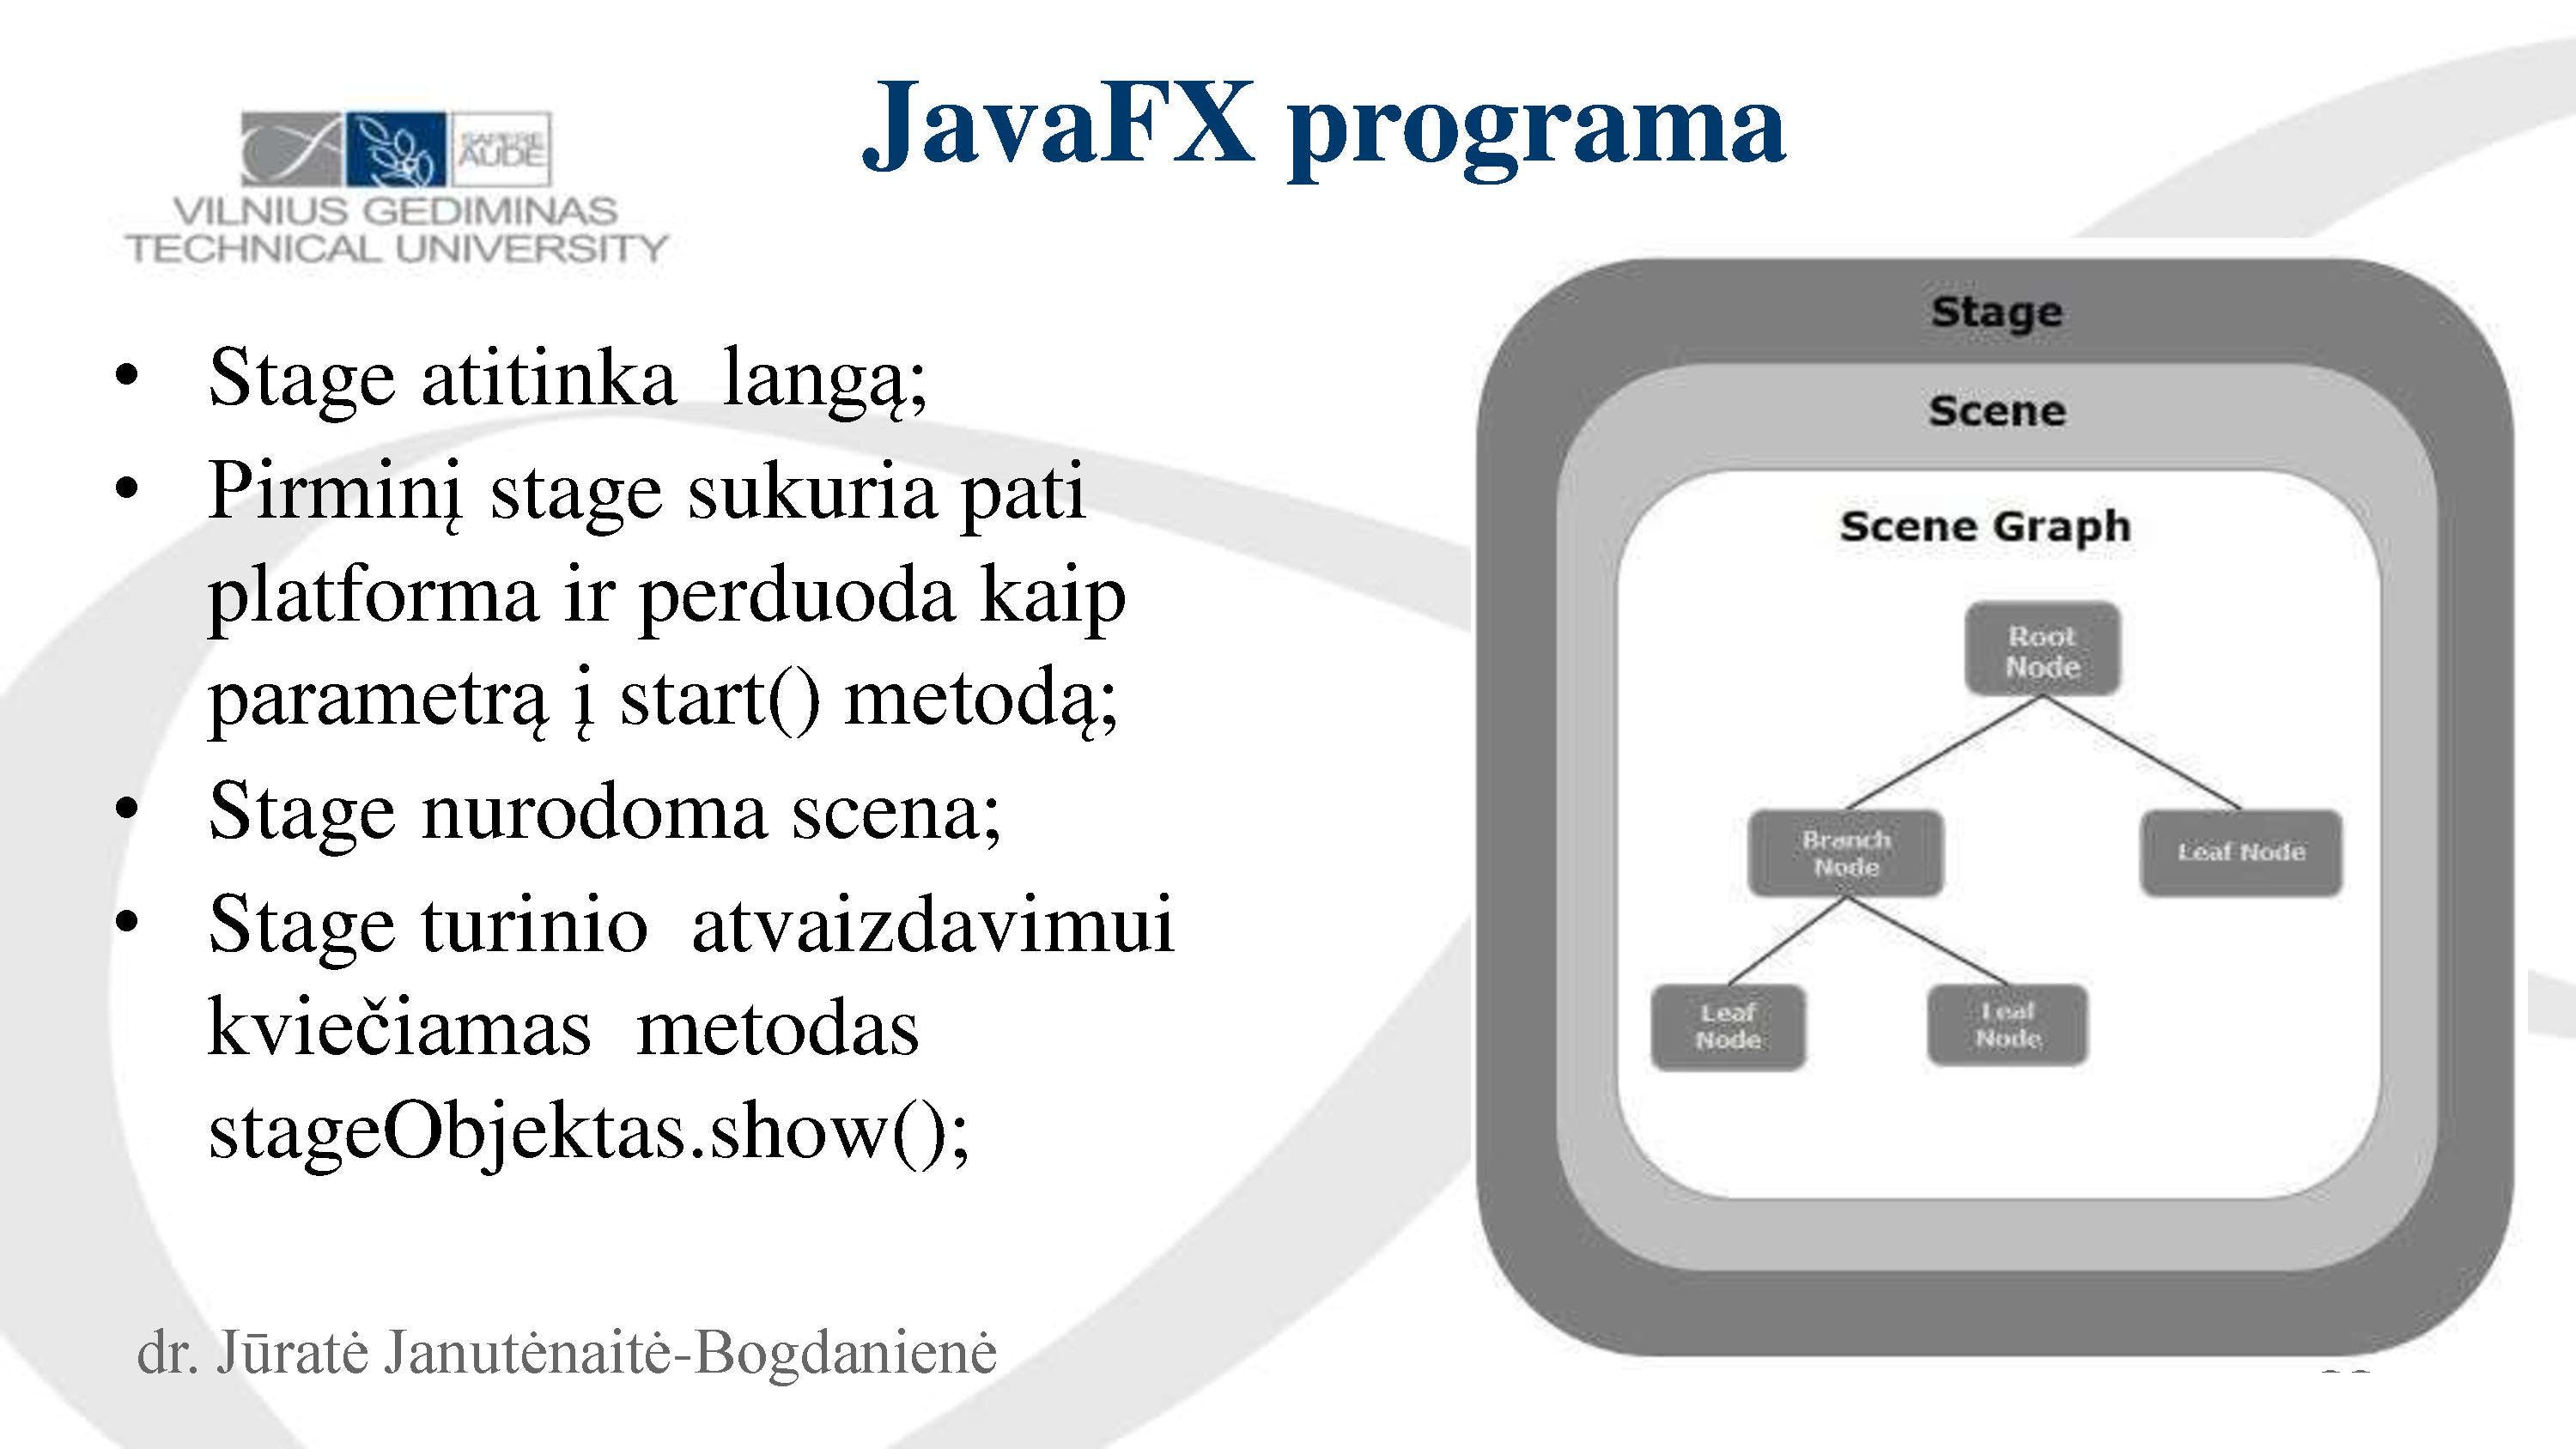 JavaFX programa
SAPERE
AUDE
VILNIUS GEDIMINAS
TECHNICAL UNIVERSITY
• Stage atitinka langą;
• Pirminį stage sukuria pati
platforma ir perduoda kaip
parametrą į start() metodą;
• Stage nurodoma scena;
• Stage turinio atvaizdavimui
kviečiamas metodas
stageObjektas.show();
Stage
Scene
Scene Graph
Root
Node
Branch
Node
Leaf Node
Leaf
Node
Leaf
Node
dr. Jūratė Janutėnaitė-Bogdanienė